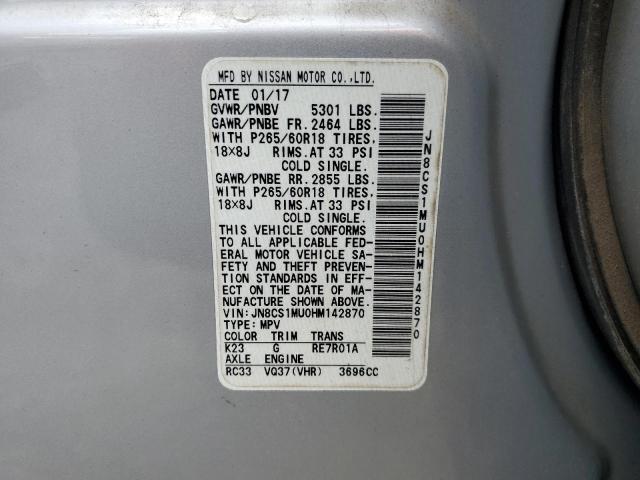 MFD BY NISSAN MOTOR CO.,LTD.
DATE 01/17
GVWR/PNBV 5301 LBS.
GAWR/PNBE FR. 2464 LBS.
WITH P265/60R18 TIRES,
18x8J RIMS.AT 33 PSI
COLD SINGLE.
GAWR/PNBE RR. 2855 LBS.
WITH P265/60R18 TIRES,
18x8J RIMS.AT 33 PSI
COLD SINGLE.
THIS VEHICLE CONFORMS
TO ALL APPLICABLE FED-
ERAL MOTOR VEHICLE SA-
FETY AND THEFT PREVEN-
TION STANDARDS IN EFF-
ECT ON THE DATE OF MA-
NUFACTURE SHOWN ABOVE.
VIN: JN8CS1MU0HM142870
TYPE: MPV
COLOR TRIM TRANS
K23 G RE7R01A
AXLE ENGINE
RC33 VQ37(VHR) 3696CC
JN8CS1MU0HM142870